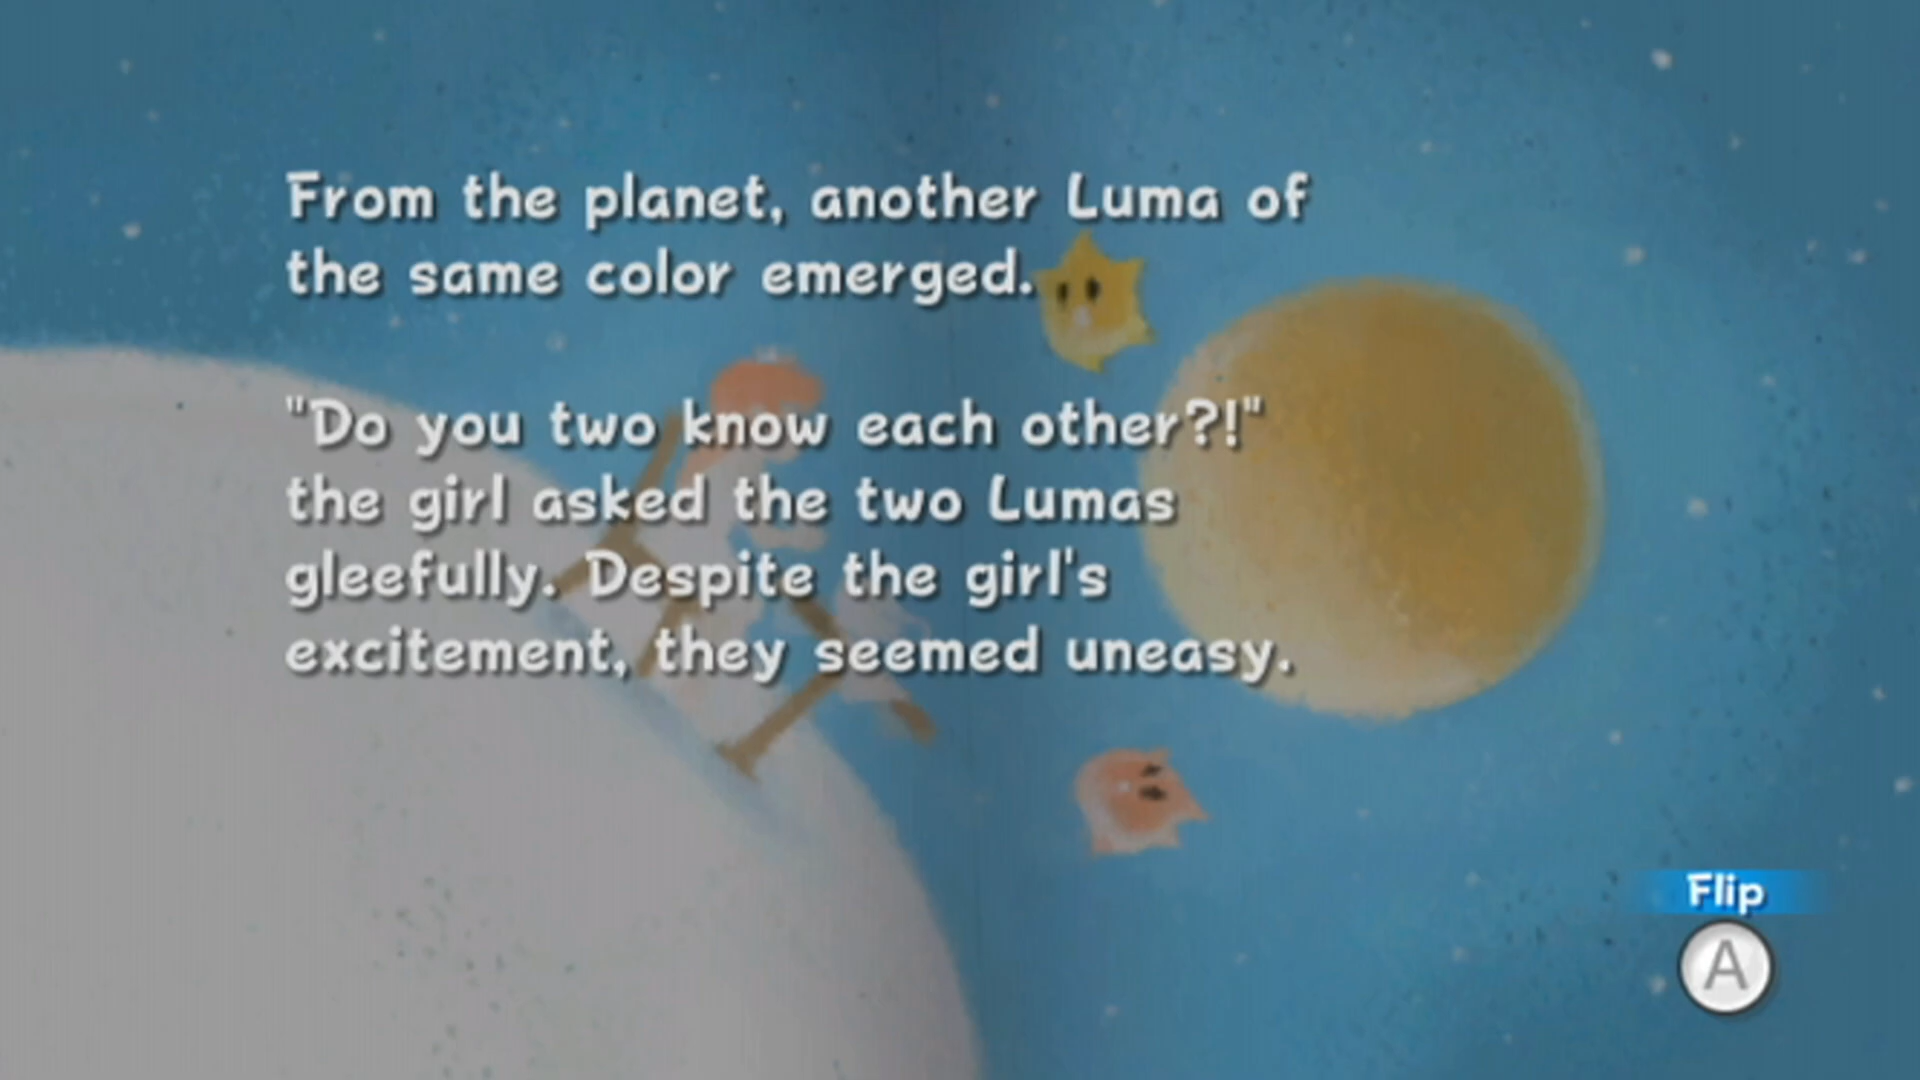 From the planet, another Luma of
the same color emerged.
"Do you two know each other?!"
the girl asked the two Lumas
gleefully. Despite the girl's
excitement, they seemed uneasy.
Flip
A